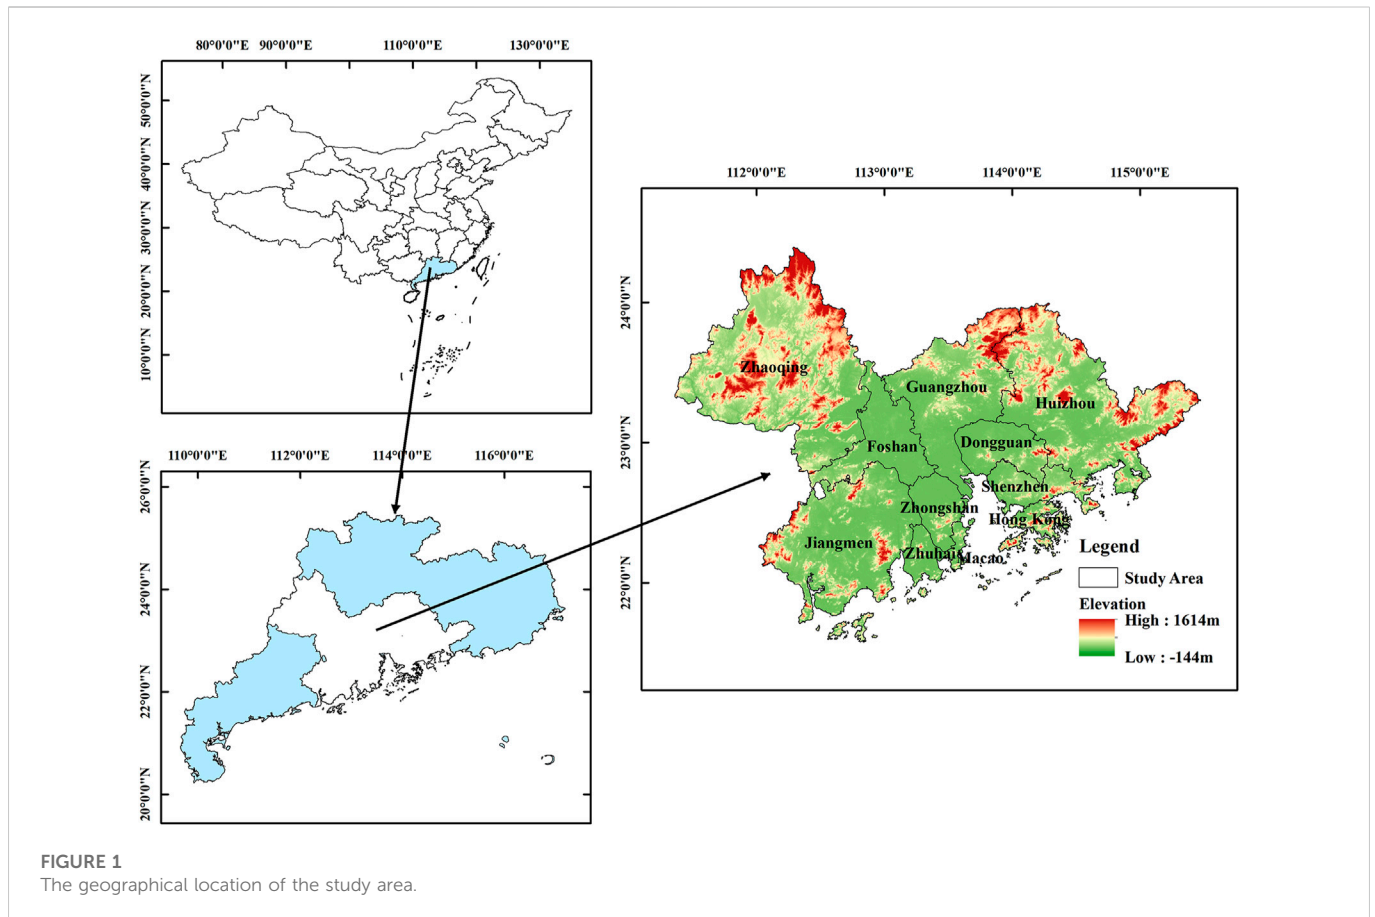 80°0'0"E 90°0'0"E 110°0'0"E 130°0'0"E
50°0'0"N
40°0'0"N
30°0'0"N
20°0'0"N
10°0'0"N
110°0'0"E 112°0'0"E 114°0'0"E 116°0'0"E
26°0'0"N
24°0'0"N
22°0'0"N
20°0'0"N
112°0'0"E 113°0'0"E 114°0'0"E 115°0'0"E
24°0'0"N
23°0'0"N
22°0'0"N
Zhaoqing
Guangzhou
Huizhou
Foshan
Dongguan
Shenzhen
Zhongshan
Hong Kong
Jiangmen
Zhuhai
Macao
Legend
Study Area
Elevation
High : 1614m
Low : -144m
FIGURE 1
The geographical location of the study area.